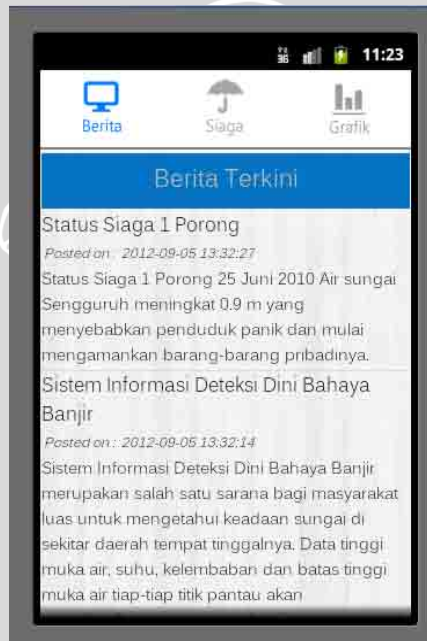 3G 11:23
Berita Siaga Grafik
Berita Terkini
Status Siaga 1 Porong
Posted on : 2012-09-05 13:32:27
Status Siaga 1 Porong 25 Juni 2010 Air sungai
Sengguruh meningkat 0.9 m yang
menyebabkan penduduk panik dan mulai
mengamankan barang-barang pribadinya.
Sistem Informasi Deteksi Dini Bahaya
Banjir
Posted on : 2012-09-05 13:32:14
Sistem Informasi Deteksi Dini Bahaya Banjir
merupakan salah satu sarana bagi masyarakat
luas untuk mengetahui keadaan sungai di
sekitar daerah tempat tinggalnya. Data tinggi
muka air, suhu, kelembaban dan batas tinggi
muka air tiap-tiap titik pantau akan